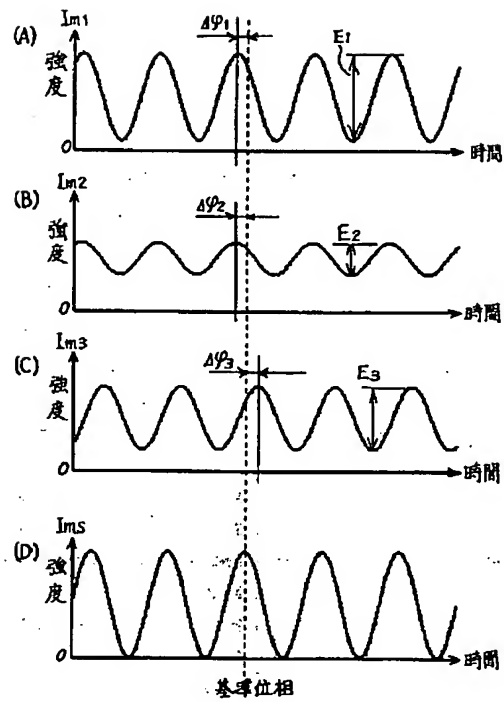 (A) Im1
強度
Δφ1
E1
0
時間
(B) Im2
強度
Δφ2
E2
0
時間
(C) Im3
強度
Δφ3
E3
0
時間
(D) Ims
強度
0
時間
基準位相